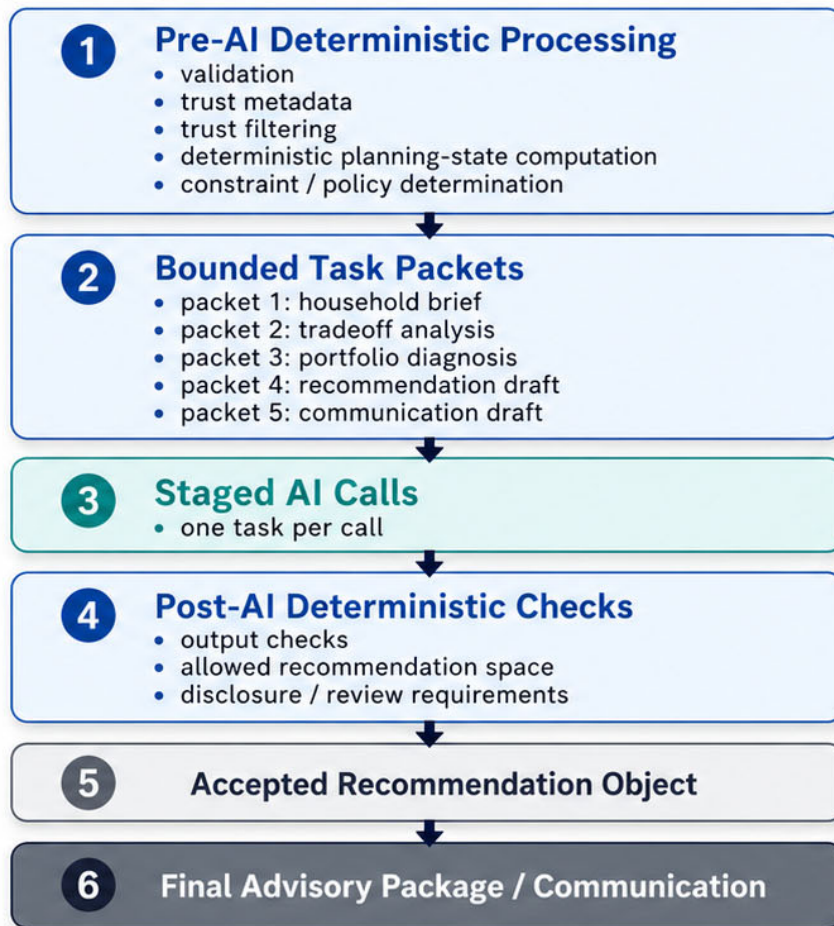 1 Pre-AI Deterministic Processing
• validation
• trust metadata
• trust filtering
• deterministic planning-state computation
• constraint / policy determination
2 Bounded Task Packets
• packet 1: household brief
• packet 2: tradeoff analysis
• packet 3: portfolio diagnosis
• packet 4: recommendation draft
• packet 5: communication draft
3 Staged AI Calls
• one task per call
4 Post-AI Deterministic Checks
• output checks
• allowed recommendation space
• disclosure / review requirements
5 Accepted Recommendation Object
6 Final Advisory Package / Communication